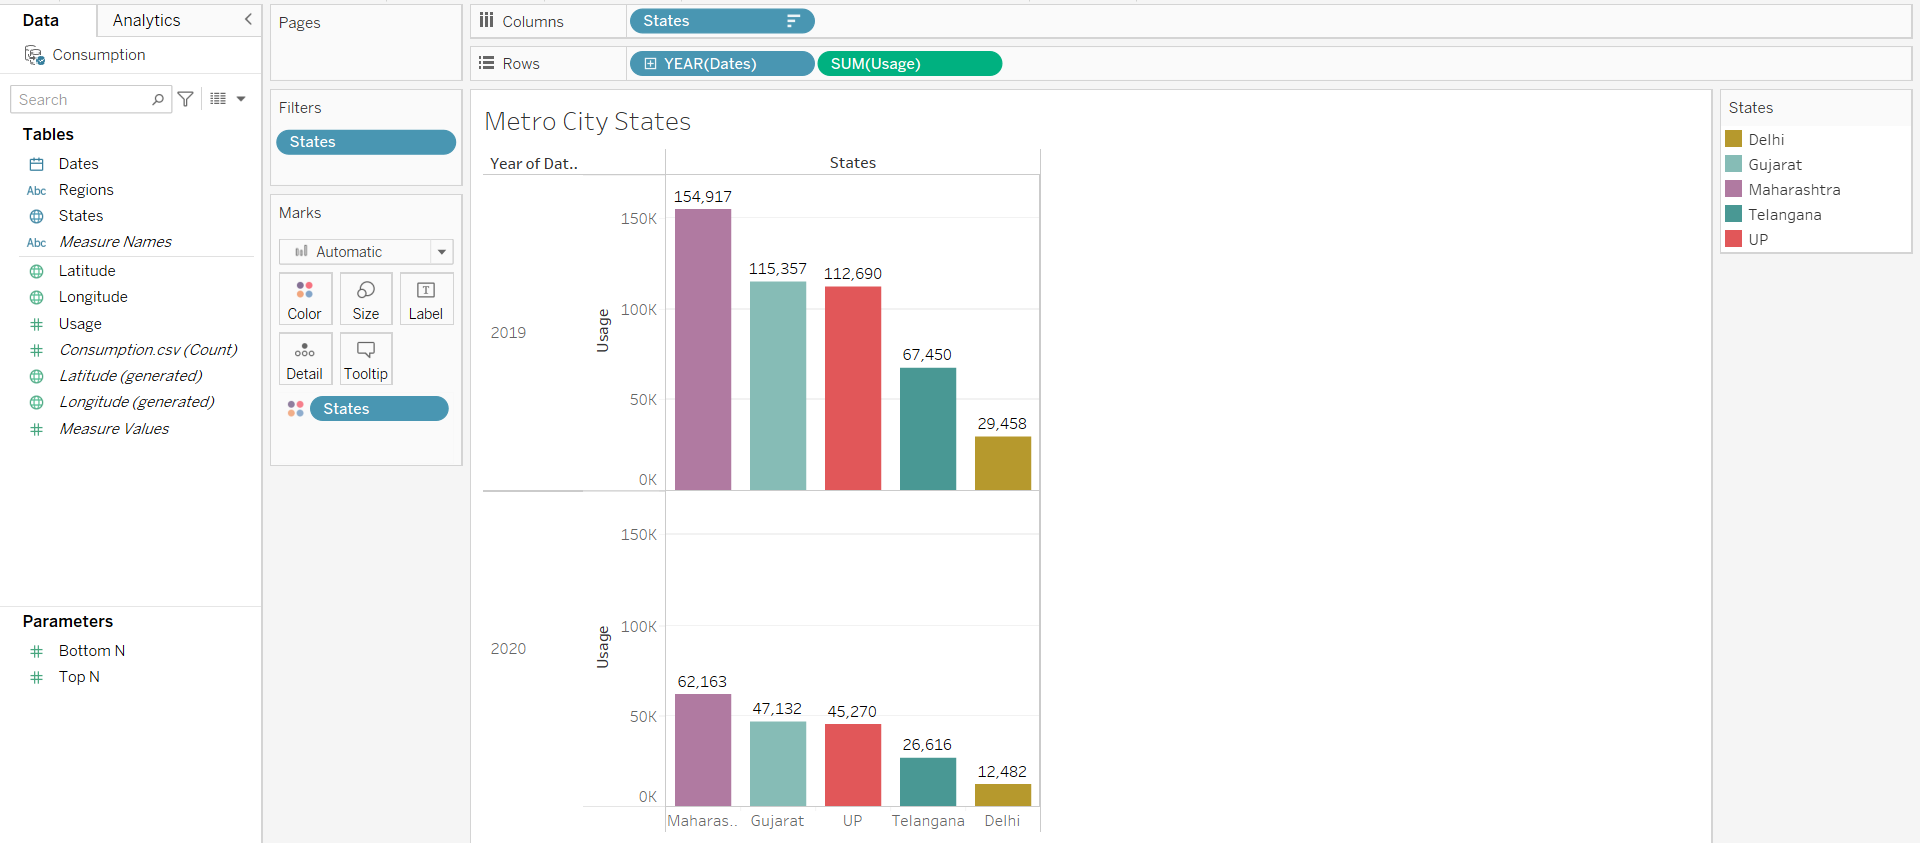 Data
Analytics
Consumption
Search
Tables
Dates
Abc Regions
States
Abc Measure Names
Latitude
Longitude
Usage
Consumption.csv (Count)
Latitude (generated)
Longitude (generated)
Measure Values
Parameters
Bottom N
Top N
Pages
Filters
States
Marks
Automatic
Color
Size
T
Label
Detail
Tooltip
States
Columns
States
Rows
YEAR(Dates)
SUM(Usage)
Metro City States
Year of Dat..
States
2019
Usage
150K
100K
50K
0K
154,917
115,357
112,690
67,450
29,458
2020
Usage
150K
100K
50K
0K
62,163
47,132
45,270
26,616
12,482
Maharas..
Gujarat
UP
Telangana
Delhi
States
Delhi
Gujarat
Maharashtra
Telangana
UP